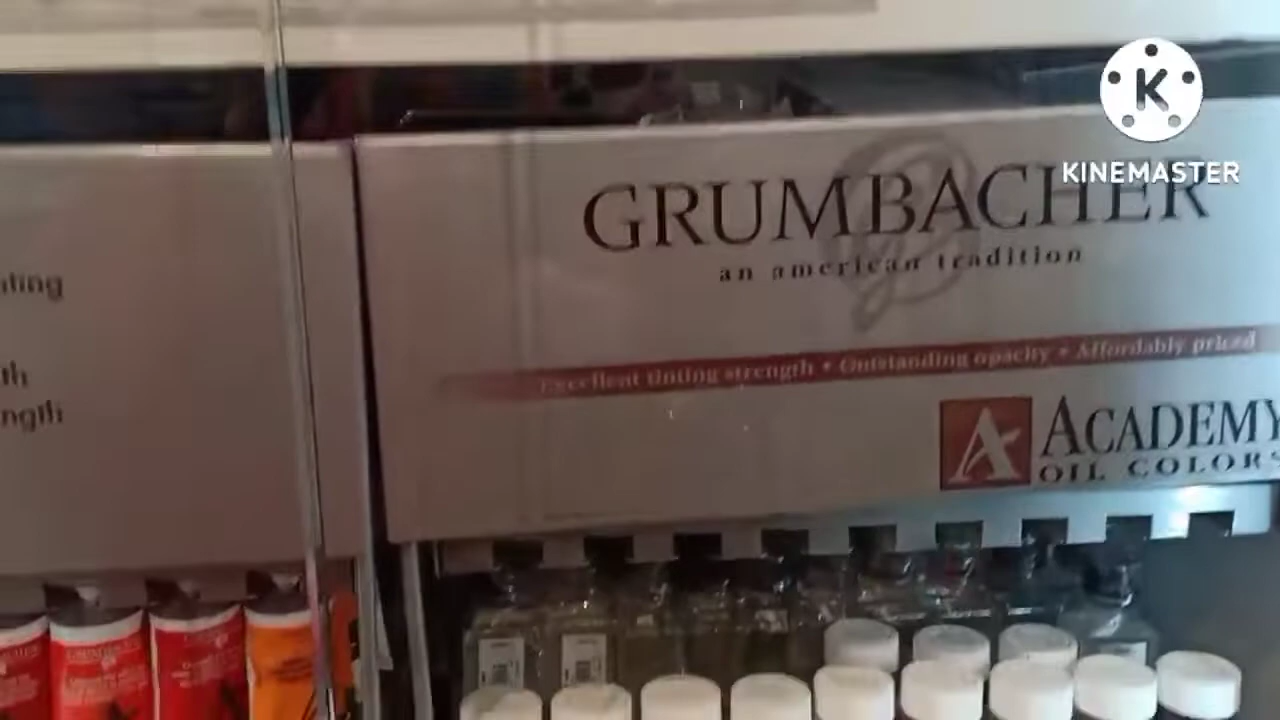 KINEMASTER
GRUMBACHER
an american tradition
Excellent tinting strength • Outstanding opacity • Affordably priced
A ACADEMY
OIL COLORS